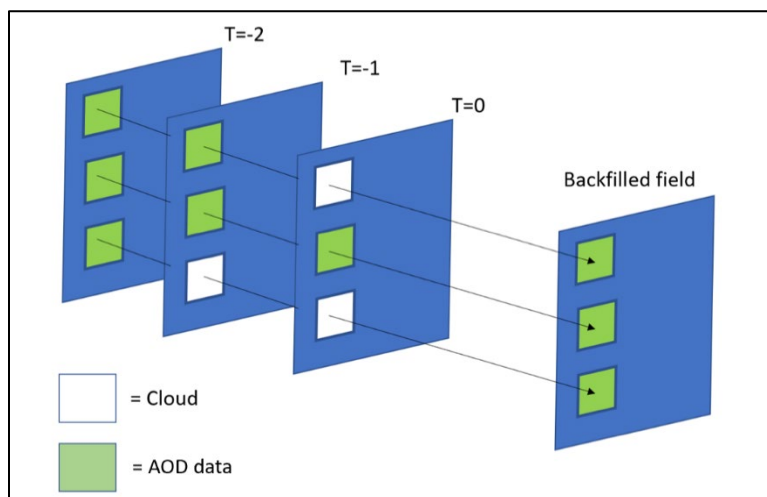 T=-2
T=-1
T=0
Backfilled field
= Cloud
= AOD data